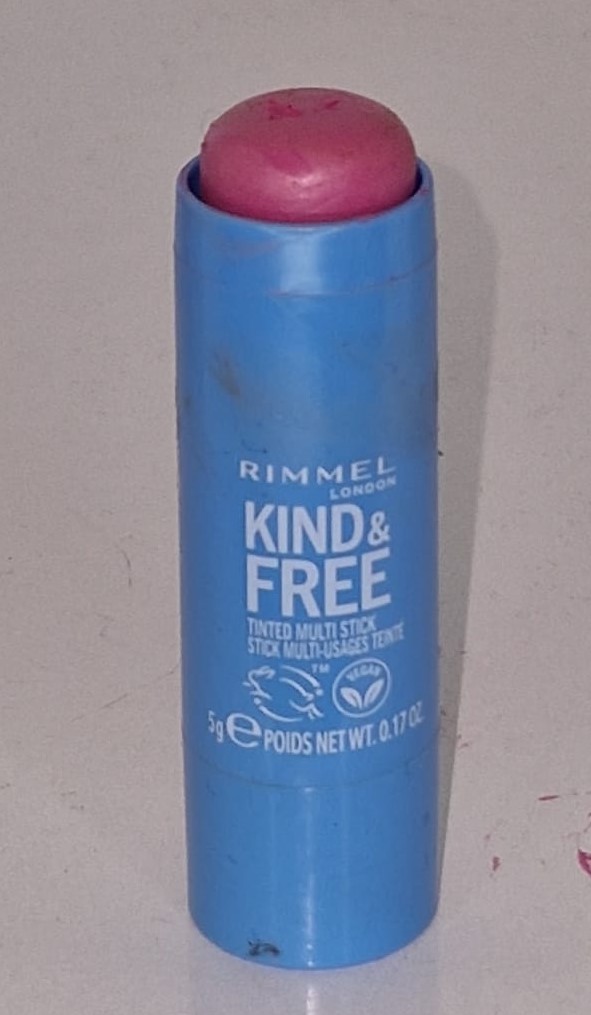 RIMMEL
LONDON
KIND &
FREE
TINTED MULTI STICK
STICK MULTI-USAGES TEINTÉ
TM
VEGAN
5g e POIDS NET WT. 0.17 OZ.